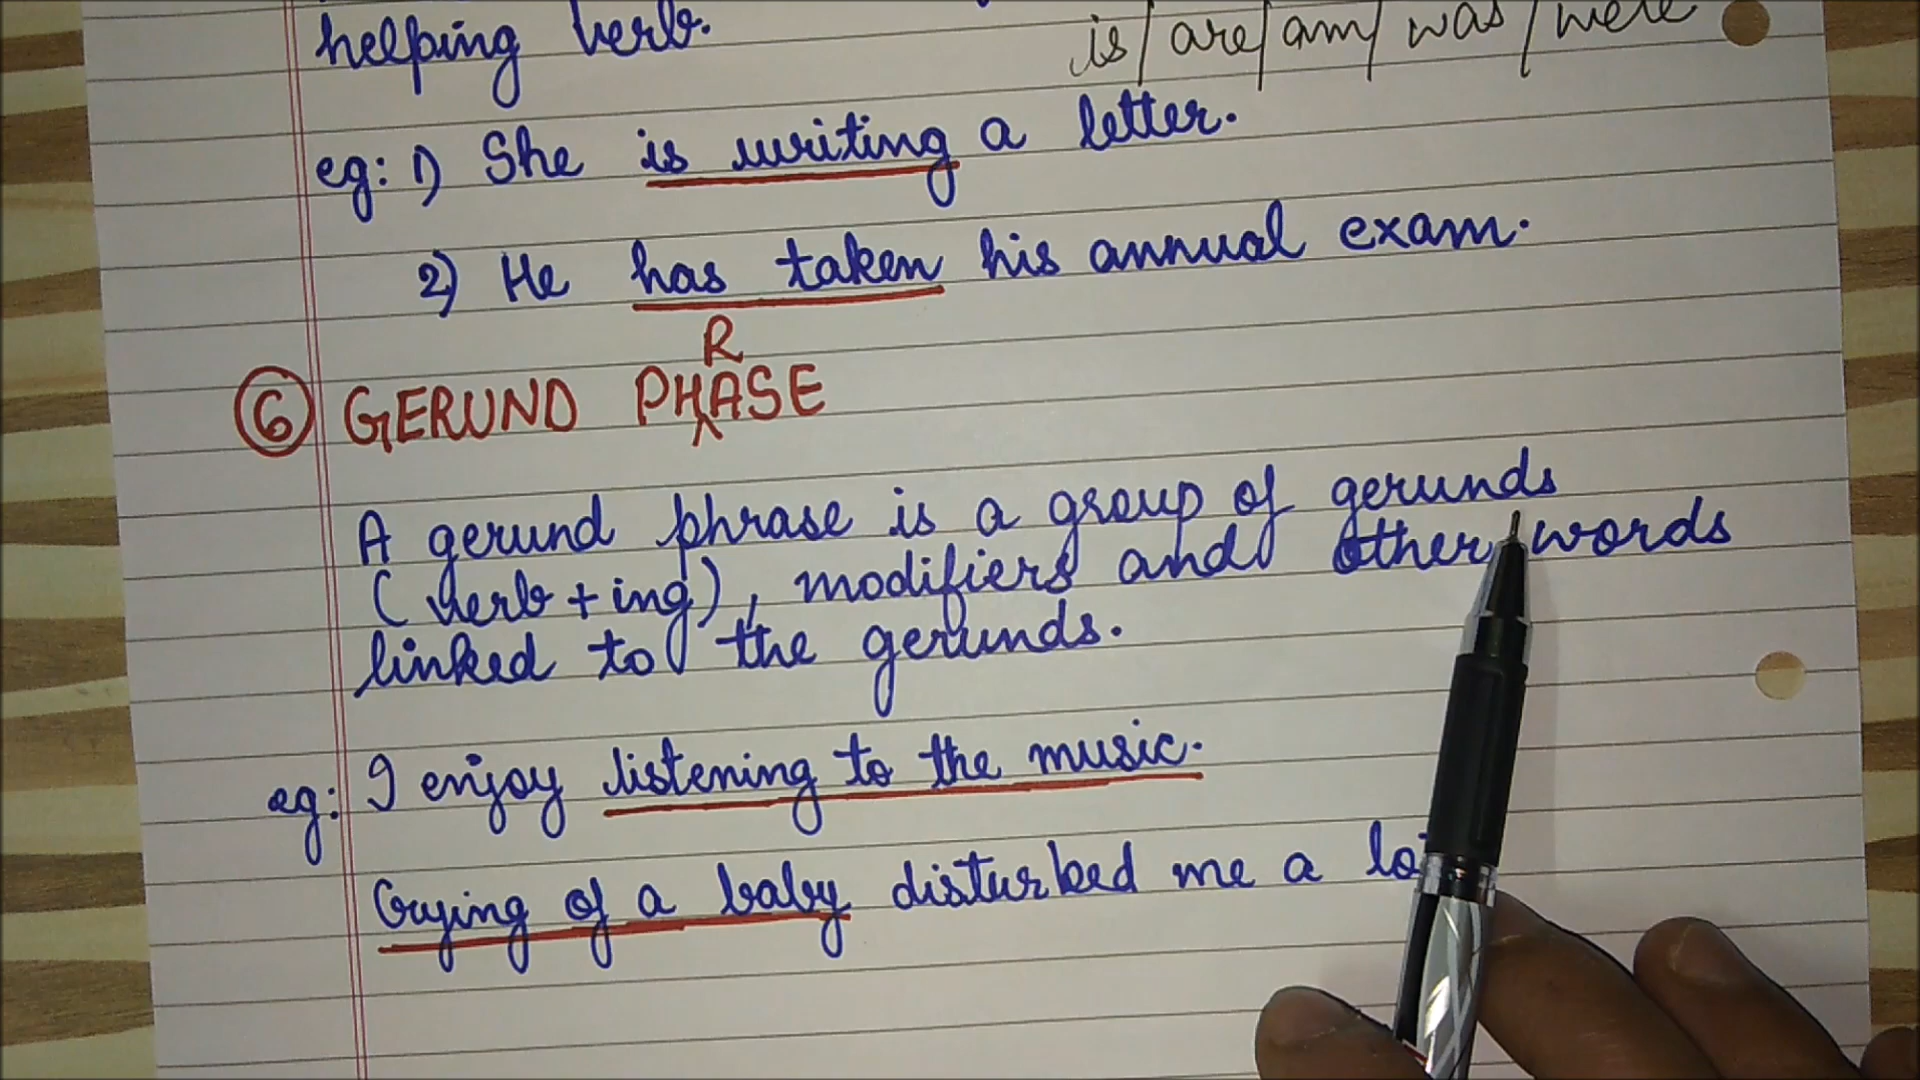 helping verb. is/are/am/was/were
eg: 1) She is writing a letter.
2) He has taken his annual exam.
6 GERUND PHRASE
A gerund phrase is a group of gerunds
(verb + ing), modifiers and other words
linked to the gerunds.
eg: I enjoy listening to the music.
Crying of a baby disturbed me a